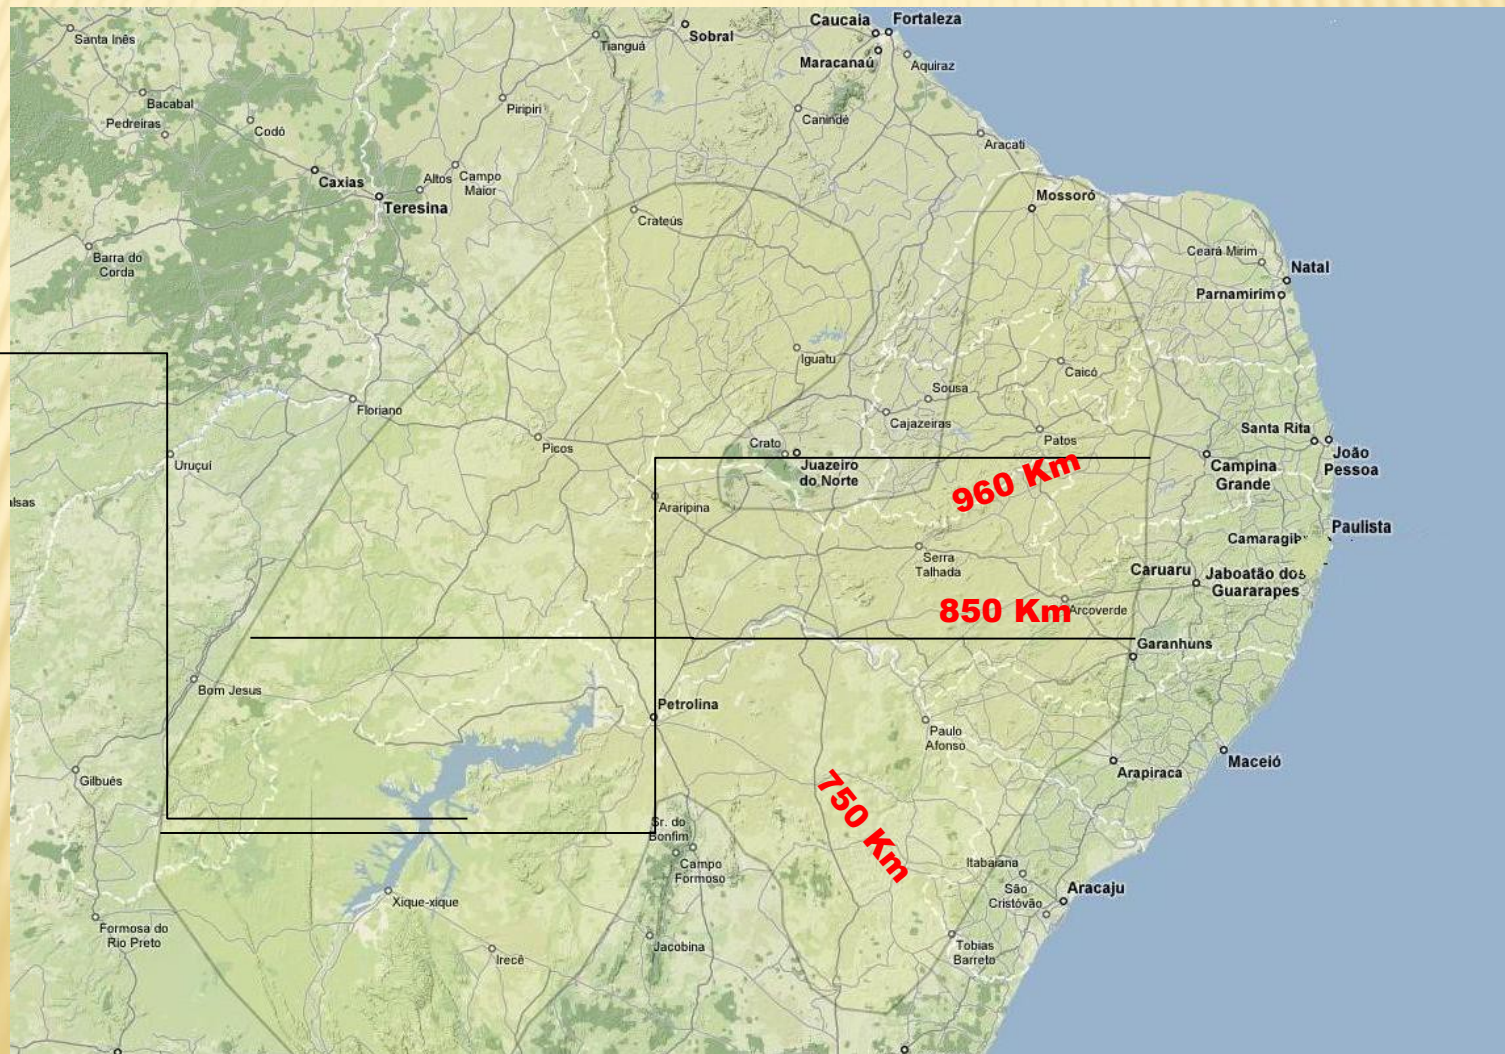 Caucaia
Fortaleza
Santa Inês
Sobral
Tianguá
Maracanaú
Aquiraz
Bacabal
Piripiri
Pedreiras
Codó
Canindé
Aracati
Caxias
Altos
Campo
Maior
Teresina
Mossoró
Crateús
Barra do
Corda
Ceará Mirim
Natal
Parnamirim
Iguatu
Caicó
Sousa
Floriano
Cajazeiras
Picos
Crato
Patos
Santa Rita
João
Pessoa
Uruçuí
Juazeiro
do Norte
Campina
Grande
960 Km
alsas
Araripina
Paulista
Camaragib
Serra
Talhada
Caruaru
Jaboatão dos
Guararapes
850 Km
Arcoverde
Garanhuns
Bom Jesus
Petrolina
Paulo
Afonso
Maceió
Gilbués
Arapiraca
750 Km
Sr. do
Bonfim
Campo
Formoso
Itabaiana
São
Cristóvão
Aracaju
Xique-xique
Formosa do
Rio Preto
Jacobina
Irecê
Tobias
Barreto